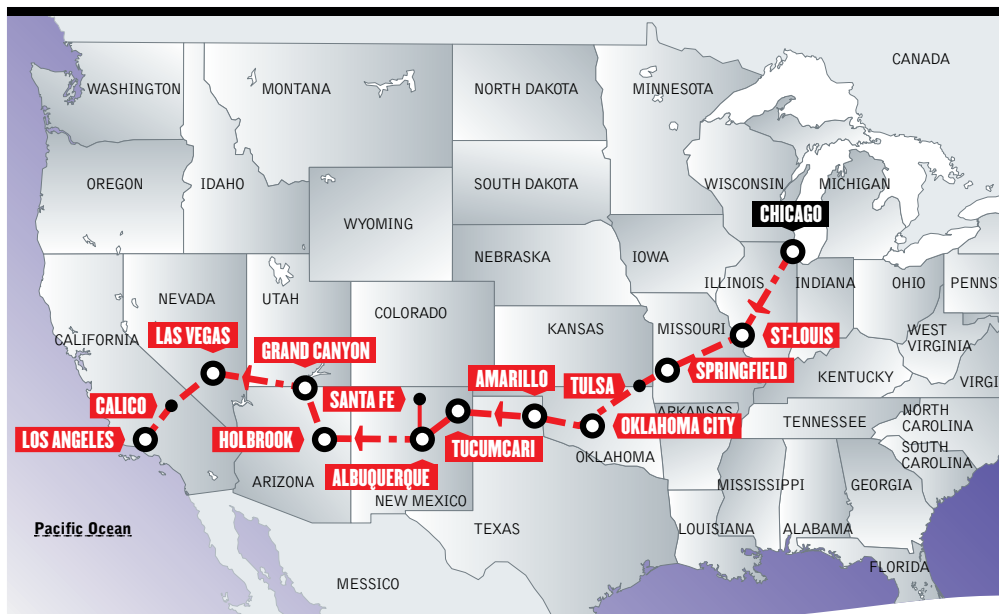 CANADA
WASHINGTON
MONTANA
NORTH DAKOTA
MINNESOTA
OREGON
IDAHO
SOUTH DAKOTA
WISCONSIN
MICHIGAN
WYOMING
CHICAGO
NEBRASKA
IOWA
ILLINOIS
INDIANA
OHIO
PENNS
NEVADA
UTAH
COLORADO
KANSAS
MISSOURI
CALIFORNIA
LAS VEGAS
GRAND CANYON
ST-LOUIS
WEST
VIRGINIA
SPRINGFIELD
KENTUCKY
VIRGI
AMARILLO
TULSA
SANTA FE
CALICO
ARKANSAS
TENNESSEE
NORTH
CAROLINA
OKLAHOMA CITY
LOS ANGELES
HOLBROOK
TUCUMCARI
OKLAHOMA
SOUTH
CAROLINA
ALBUQUERQUE
ARIZONA
NEW MEXICO
MISSISSIPPI
GEORGIA
Pacific Ocean
TEXAS
LOUISIANA
ALABAMA
FLORIDA
MESSICO